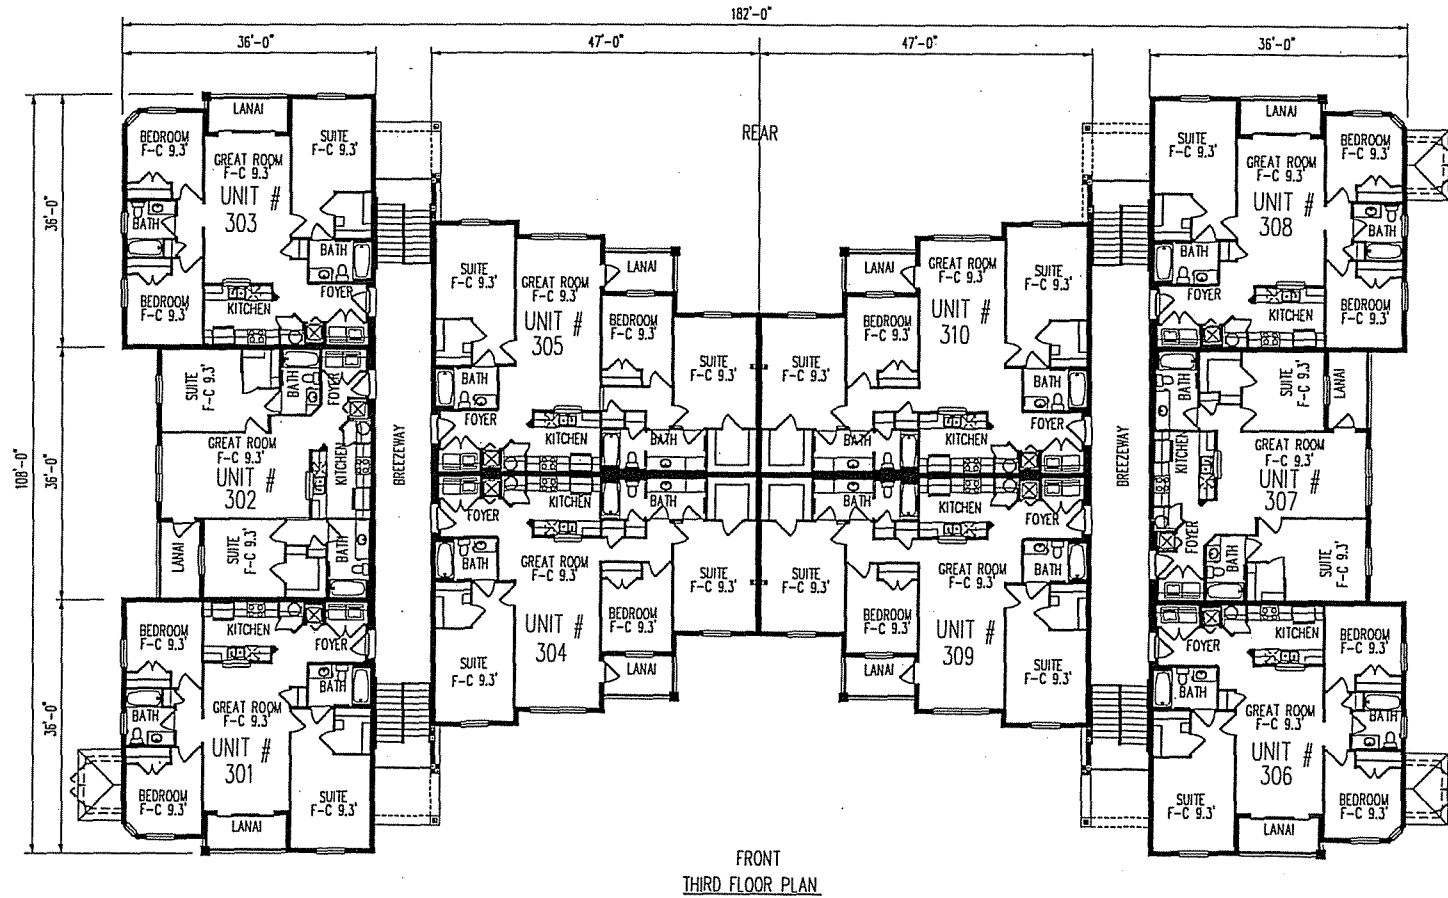 182'-0"
36'-0"
47'-0"
47'-0"
36'-0"
REAR
108'-0"
36'-0"
36'-0"
36'-0"
LANAI
BEDROOM
F-C 9.3'
SUITE
F-C 9.3'
GREAT ROOM
F-C 9.3'
UNIT #
303
BATH
BATH
BEDROOM
F-C 9.3'
FOYER
KITCHEN
SUITE
F-C 9.3'
BATH
FOYER
GREAT ROOM
F-C 9.3'
UNIT #
302
KITCHEN
LANAI
SUITE
F-C 9.3'
BATH
BEDROOM
F-C 9.3'
KITCHEN
FOYER
BATH
GREAT ROOM
F-C 9.3'
BATH
UNIT #
301
BEDROOM
F-C 9.3'
SUITE
F-C 9.3'
LANAI
BREEZEWAY
SUITE
F-C 9.3'
GREAT ROOM
F-C 9.3'
LANAI
UNIT #
305
BEDROOM
F-C 9.3'
SUITE
F-C 9.3'
BATH
FOYER
KITCHEN
BATH
KITCHEN
BATH
FOYER
BATH
GREAT ROOM
F-C 9.3'
SUITE
F-C 9.3'
BEDROOM
F-C 9.3'
UNIT #
304
SUITE
F-C 9.3'
LANAI
LANAI
GREAT ROOM
F-C 9.3'
SUITE
F-C 9.3'
UNIT #
310
BEDROOM
F-C 9.3'
SUITE
F-C 9.3'
BATH
FOYER
BATH
KITCHEN
BATH
KITCHEN
FOYER
BATH
GREAT ROOM
F-C 9.3'
SUITE
F-C 9.3'
BEDROOM
F-C 9.3'
UNIT #
309
SUITE
F-C 9.3'
LANAI
BREEZEWAY
LANAI
SUITE
F-C 9.3'
BEDROOM
F-C 9.3'
GREAT ROOM
F-C 9.3'
UNIT #
308
BATH
BATH
FOYER
BEDROOM
F-C 9.3'
KITCHEN
BATH
SUITE
F-C 9.3'
LANAI
KITCHEN
GREAT ROOM
F-C 9.3'
UNIT #
307
FOYER
BATH
SUITE
F-C 9.3'
KITCHEN
FOYER
BEDROOM
F-C 9.3'
BATH
GREAT ROOM
F-C 9.3'
BATH
UNIT #
306
SUITE
F-C 9.3'
BEDROOM
F-C 9.3'
LANAI
FRONT
THIRD FLOOR PLAN